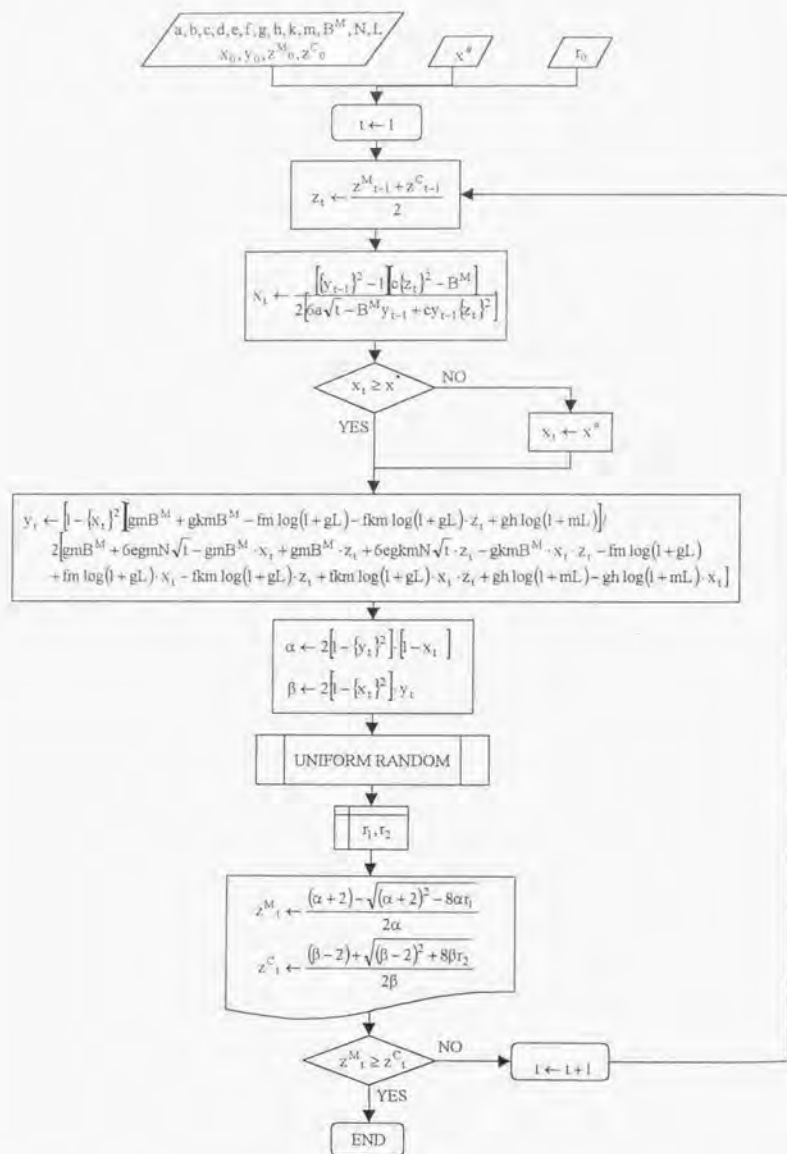 a, b, c, d, e, f, g, h, k, m, B^M, N, L
x_0, y_0, z^M_0, z^C_0
x^#
r_0
t ← 1
z_t ← (z^M_{t-1} + z^C_{t-1}) / 2
x_t ← [{y_{t-1}}^2 - 1][c{z_t}^2 - B^M] / 2[6a√t - B^M y_{t-1} + cy_{t-1}{z_t}^2]
x_t ≥ x^*
NO
YES
x_t ← x^#
y_t ← [1 - {x_t}^2][gmB^M + gkmB^M - fm log(1 + gL) - fkm log(1 + gL) · z_t + gh log(1 + mL)]/
2[gmB^M + 6egmN√t - gmB^M · x_t + gmB^M · z_t + 6egkmN√t · z_t - gkmB^M · x_t · z_t - fm log(1 + gL)
+ fm log(1 + gL) · x_t - fkm log(1 + gL) · z_t + fkm log(1 + gL) · x_t · z_t + gh log(1 + mL) - gh log(1 + mL) · x_t]
α ← 2[1 - {y_t}^2] · [1 - x_t]
β ← 2[1 - {x_t}^2] · y_t
UNIFORM RANDOM
r_1, r_2
z^M_t ← ((α + 2) - √((α + 2)^2 - 8αr_1)) / 2α
z^C_t ← ((β - 2) + √((β - 2)^2 + 8βr_2)) / 2β
z^M_t ≥ z^C_t
NO
t ← t + 1
YES
END